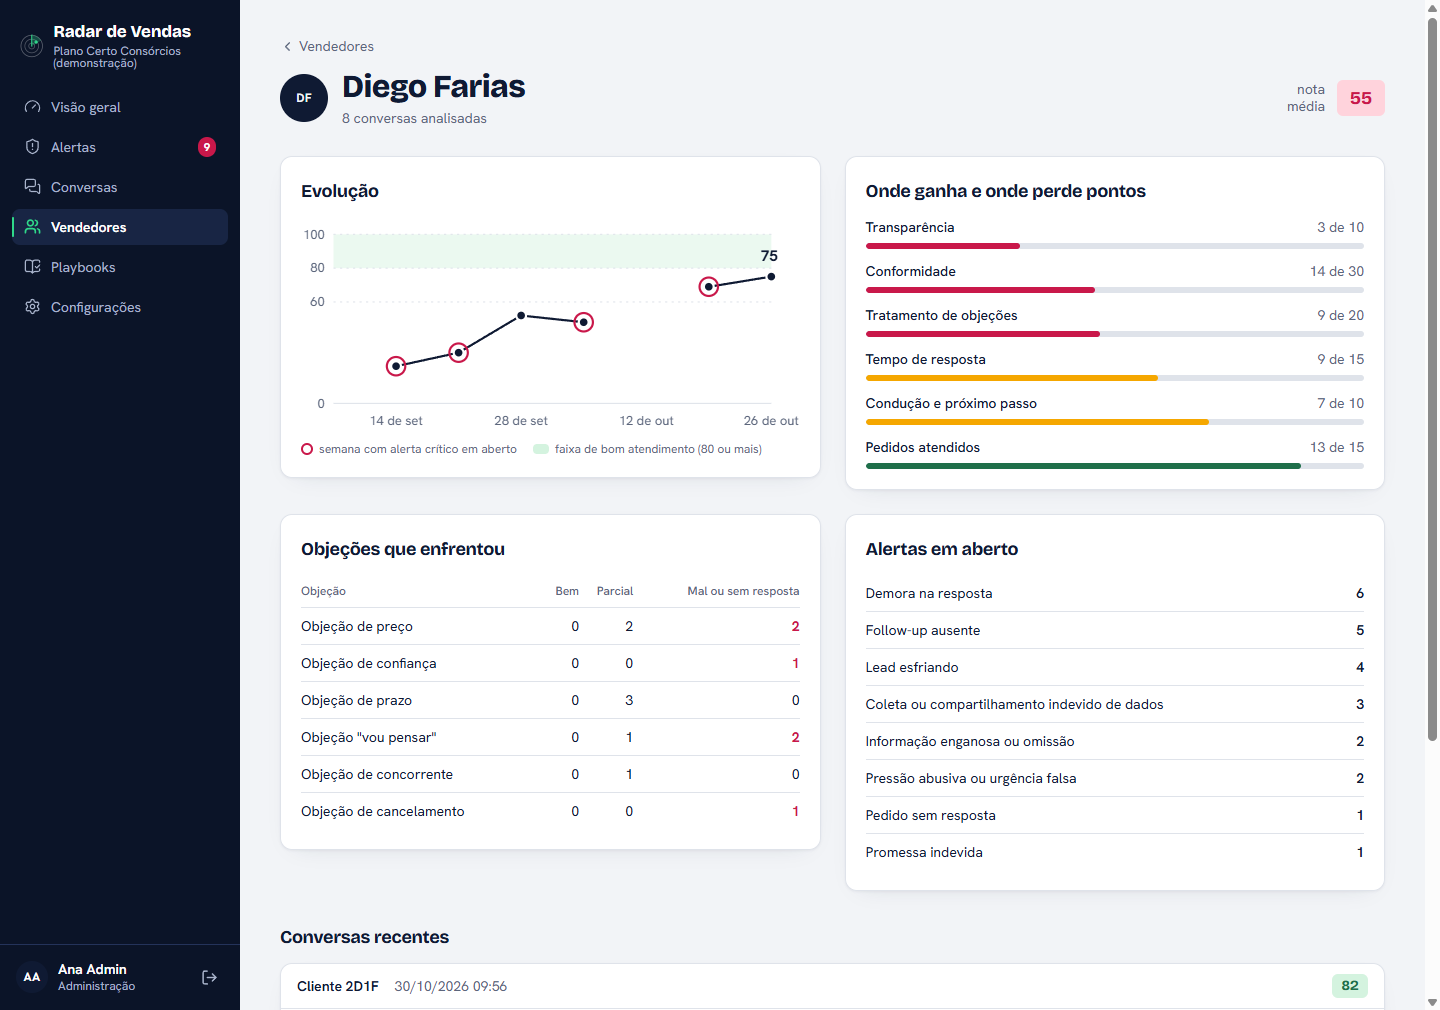 Radar de Vendas
Plano Certo Consórcios
(demonstração)
Visão geral
Alertas 9
Conversas
Vendedores
Playbooks
Configurações
AA
Ana Admin
Administração
Vendedores
DF
Diego Farias
8 conversas analisadas
nota
média
55
Evolução
100
80
60
0
75
14 de set 28 de set 12 de out 26 de out
semana com alerta crítico em aberto faixa de bom atendimento (80 ou mais)
Onde ganha e onde perde pontos
Transparência 3 de 10
Conformidade 14 de 30
Tratamento de objeções 9 de 20
Tempo de resposta 9 de 15
Condução e próximo passo 7 de 10
Pedidos atendidos 13 de 15
Objeções que enfrentou
Objeção Bem Parcial Mal ou sem resposta
Objeção de preço 0 2 2
Objeção de confiança 0 0 1
Objeção de prazo 0 3 0
Objeção "vou pensar" 0 1 2
Objeção de concorrente 0 1 0
Objeção de cancelamento 0 0 1
Alertas em aberto
Demora na resposta 6
Follow-up ausente 5
Lead esfriando 4
Coleta ou compartilhamento indevido de dados 3
Informação enganosa ou omissão 2
Pressão abusiva ou urgência falsa 2
Pedido sem resposta 1
Promessa indevida 1
Conversas recentes
Cliente 2D1F 30/10/2026 09:56 82